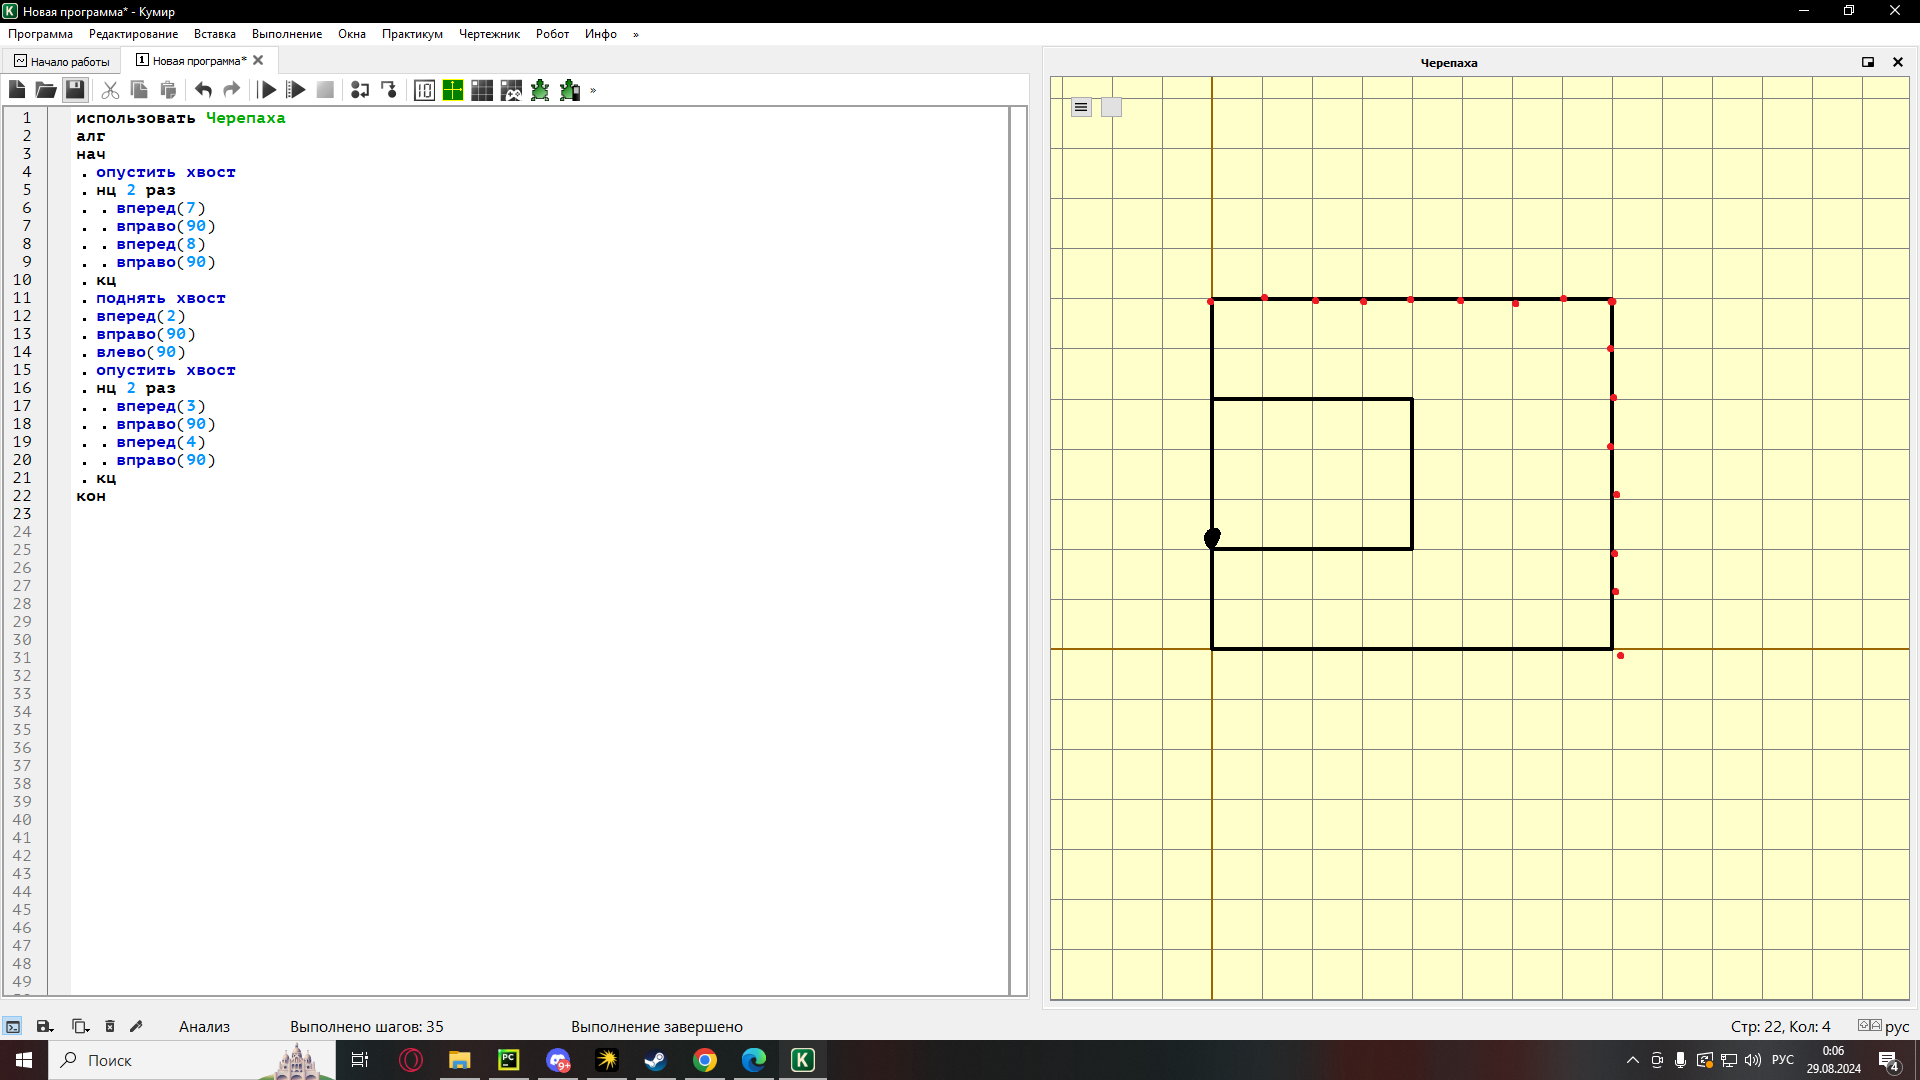 Новая программа* - Кумир
Программа Редактирование Вставка Выполнение Окна Практикум Чертежник Робот Инфо »
Начало работы
1 Новая программа*
Черепаха
1 использовать Черепаха
2 алг
3 нач
4 . опустить хвост
5 . нц 2 раз
6 . . вперед(7)
7 . . вправо(90)
8 . . вперед(8)
9 . . вправо(90)
10 . кц
11 . поднять хвост
12 . вперед(2)
13 . вправо(90)
14 . влево(90)
15 . опустить хвост
16 . нц 2 раз
17 . . вперед(3)
18 . . вправо(90)
19 . . вперед(4)
20 . . вправо(90)
21 . кц
22 кон
23
24
25
26
27
28
29
30
31
32
33
34
35
36
37
38
39
40
41
42
43
44
45
46
47
48
49
Анализ Выполнено шагов: 35 Выполнение завершено Стр: 22, Кол: 4 рус
Поиск
PC
9+
K
РУС
0:06
29.08.2024
4